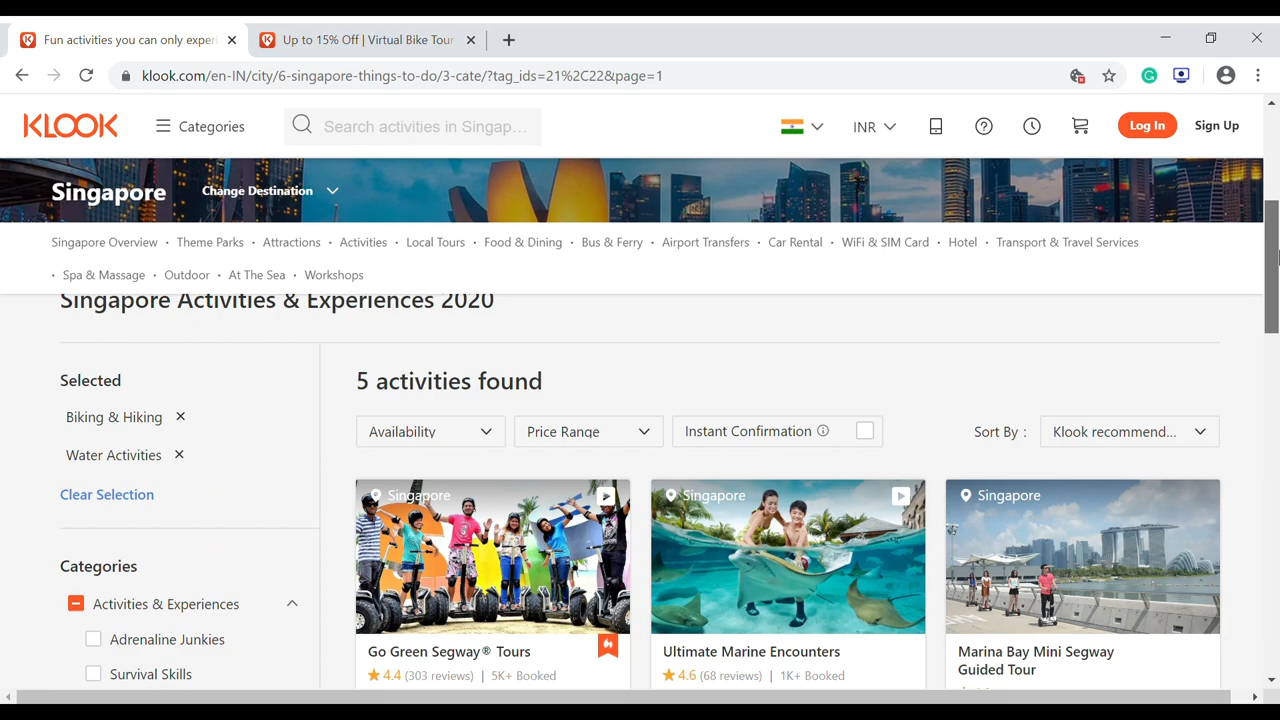 Fun activities you can only experi
Up to 15% Off | Virtual Bike Tour
klook.com/en-IN/city/6-singapore-things-to-do/3-cate/?tag_ids=21%2C22&page=1
KLOOK
Categories
Search activities in Singap...
INR
Log In
Sign Up
Singapore
Change Destination
Singapore Overview · Theme Parks · Attractions · Activities · Local Tours · Food & Dining · Bus & Ferry · Airport Transfers · Car Rental · WiFi & SIM Card · Hotel · Transport & Travel Services
· Spa & Massage · Outdoor · At The Sea · Workshops
Singapore Activities & Experiences 2020
Selected
Biking & Hiking
Water Activities
Clear Selection
Categories
Activities & Experiences
Adrenaline Junkies
Survival Skills
5 activities found
Availability
Price Range
Instant Confirmation
Sort By :
Klook recommend...
Singapore
Go Green Segway® Tours
4.4 (303 reviews) | 5K+ Booked
Singapore
Ultimate Marine Encounters
4.6 (68 reviews) | 1K+ Booked
Singapore
Marina Bay Mini Segway
Guided Tour